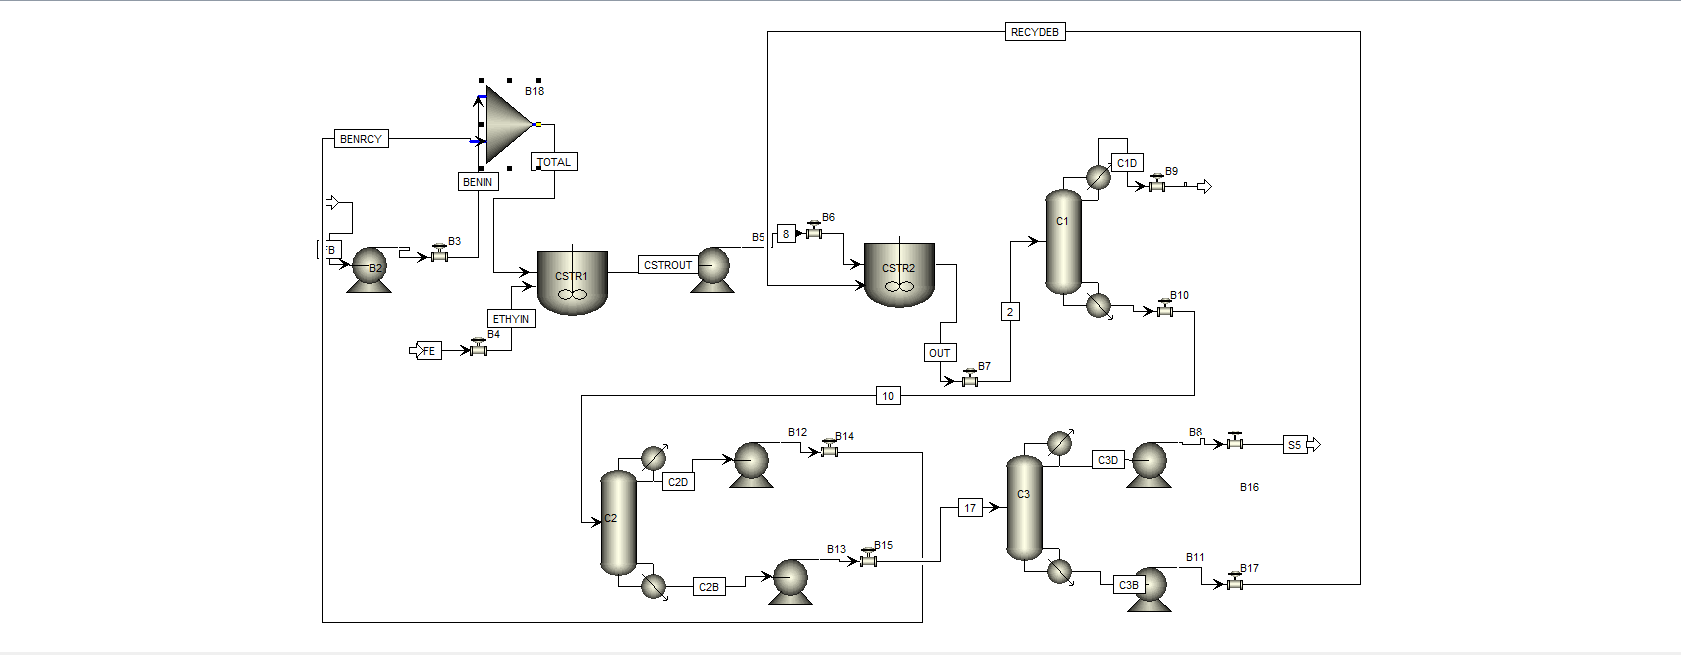 RECYDEB
B18
BENRCY
TOTAL
C1D
B9
BENIN
B6
C1
8
B5
B
B3
B2
CSTROUT
CSTR1
CSTR2
B10
2
ETHYIN
B4
FE
OUT
B7
10
B12
B14
B8
S5
C3D
C2D
C3
B16
C2
17
B13
B15
B11
B17
C2B
C3B